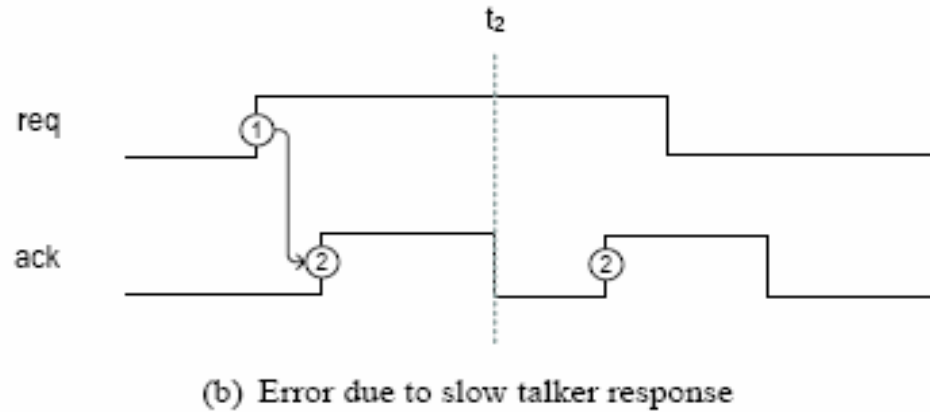 t₂
req
1
ack
2
2
(b) Error due to slow talker response